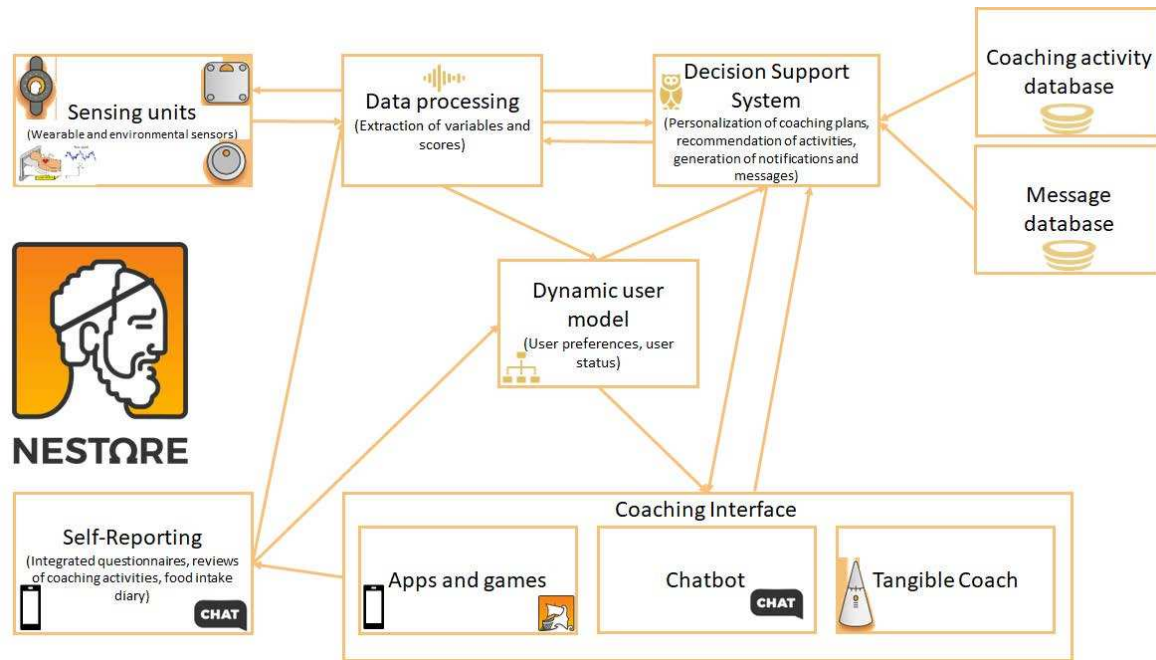 Sensing units
(Wearable and environmental sensors)
Data processing
(Extraction of variables and
scores)
Decision Support
System
(Personalization of coaching plans,
recommendation of activities,
generation of notifications and
messages)
Coaching activity
database
Message
database
Dynamic user
model
(User preferences, user
status)
NESTΩRE
Self-Reporting
(Integrated questionnaires, reviews
of coaching activities, food intake
diary)
CHAT
Coaching Interface
Apps and games
Chatbot
CHAT
Tangible Coach